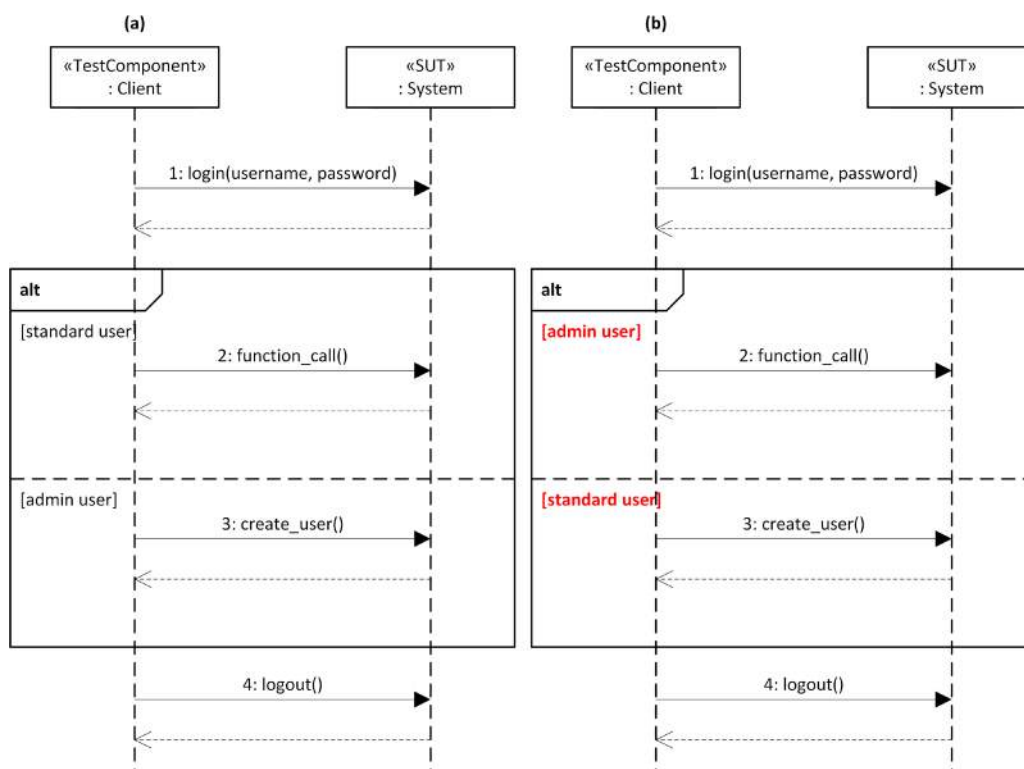 (a)
«TestComponent»
: Client
«SUT»
: System
1: login(username, password)
alt
[standard user]
2: function_call()
[admin user]
3: create_user()
4: logout()
(b)
«TestComponent»
: Client
«SUT»
: System
1: login(username, password)
alt
[admin user]
2: function_call()
[standard user]
3: create_user()
4: logout()